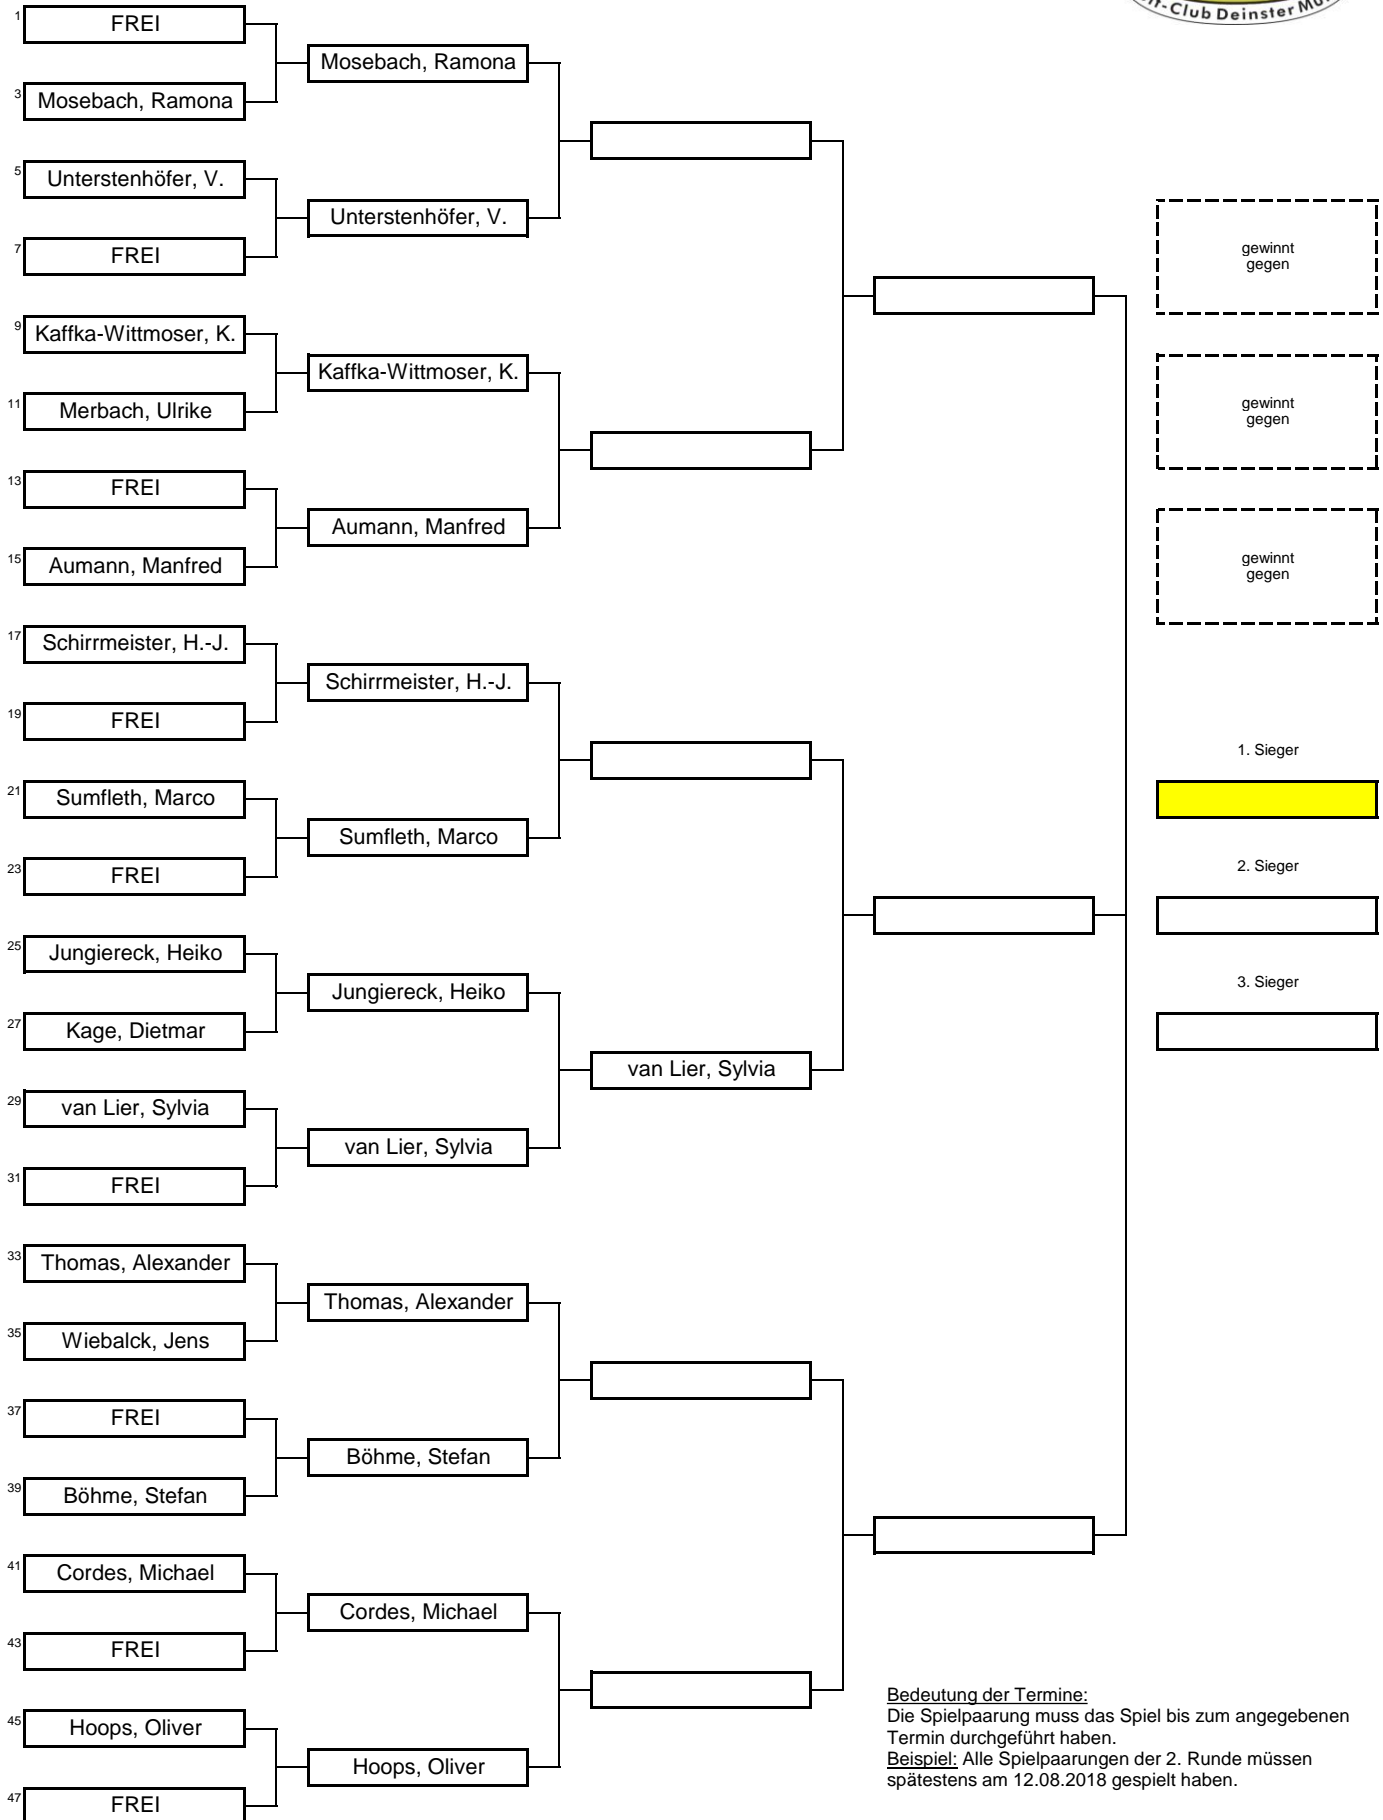 -Club Deinster
1 FREI
Mosebach, Ramona
3 Mosebach, Ramona
5 Unterstenhöfer, V.
Unterstenhöfer, V.
7 FREI
9 Kaffka-Wittmoser, K.
Kaffka-Wittmoser, K.
11 Merbach, Ulrike
13 FREI
Aumann, Manfred
15 Aumann, Manfred
17 Schirrmeister, H.-J.
Schirrmeister, H.-J.
19 FREI
21 Sumfleth, Marco
Sumfleth, Marco
23 FREI
25 Jungiereck, Heiko
Jungiereck, Heiko
27 Kage, Dietmar
van Lier, Sylvia
29 van Lier, Sylvia
van Lier, Sylvia
31 FREI
33 Thomas, Alexander
Thomas, Alexander
35 Wiebalck, Jens
37 FREI
Böhme, Stefan
39 Böhme, Stefan
41 Cordes, Michael
Cordes, Michael
43 FREI
45 Hoops, Oliver
Hoops, Oliver
47 FREI
gewinnt
gegen
gewinnt
gegen
gewinnt
gegen
1. Sieger
2. Sieger
3. Sieger
Bedeutung der Termine:
Die Spielpaarung muss das Spiel bis zum angegebenen
Termin durchgeführt haben.
Beispiel: Alle Spielpaarungen der 2. Runde müssen
spätestens am 12.08.2018 gespielt haben.